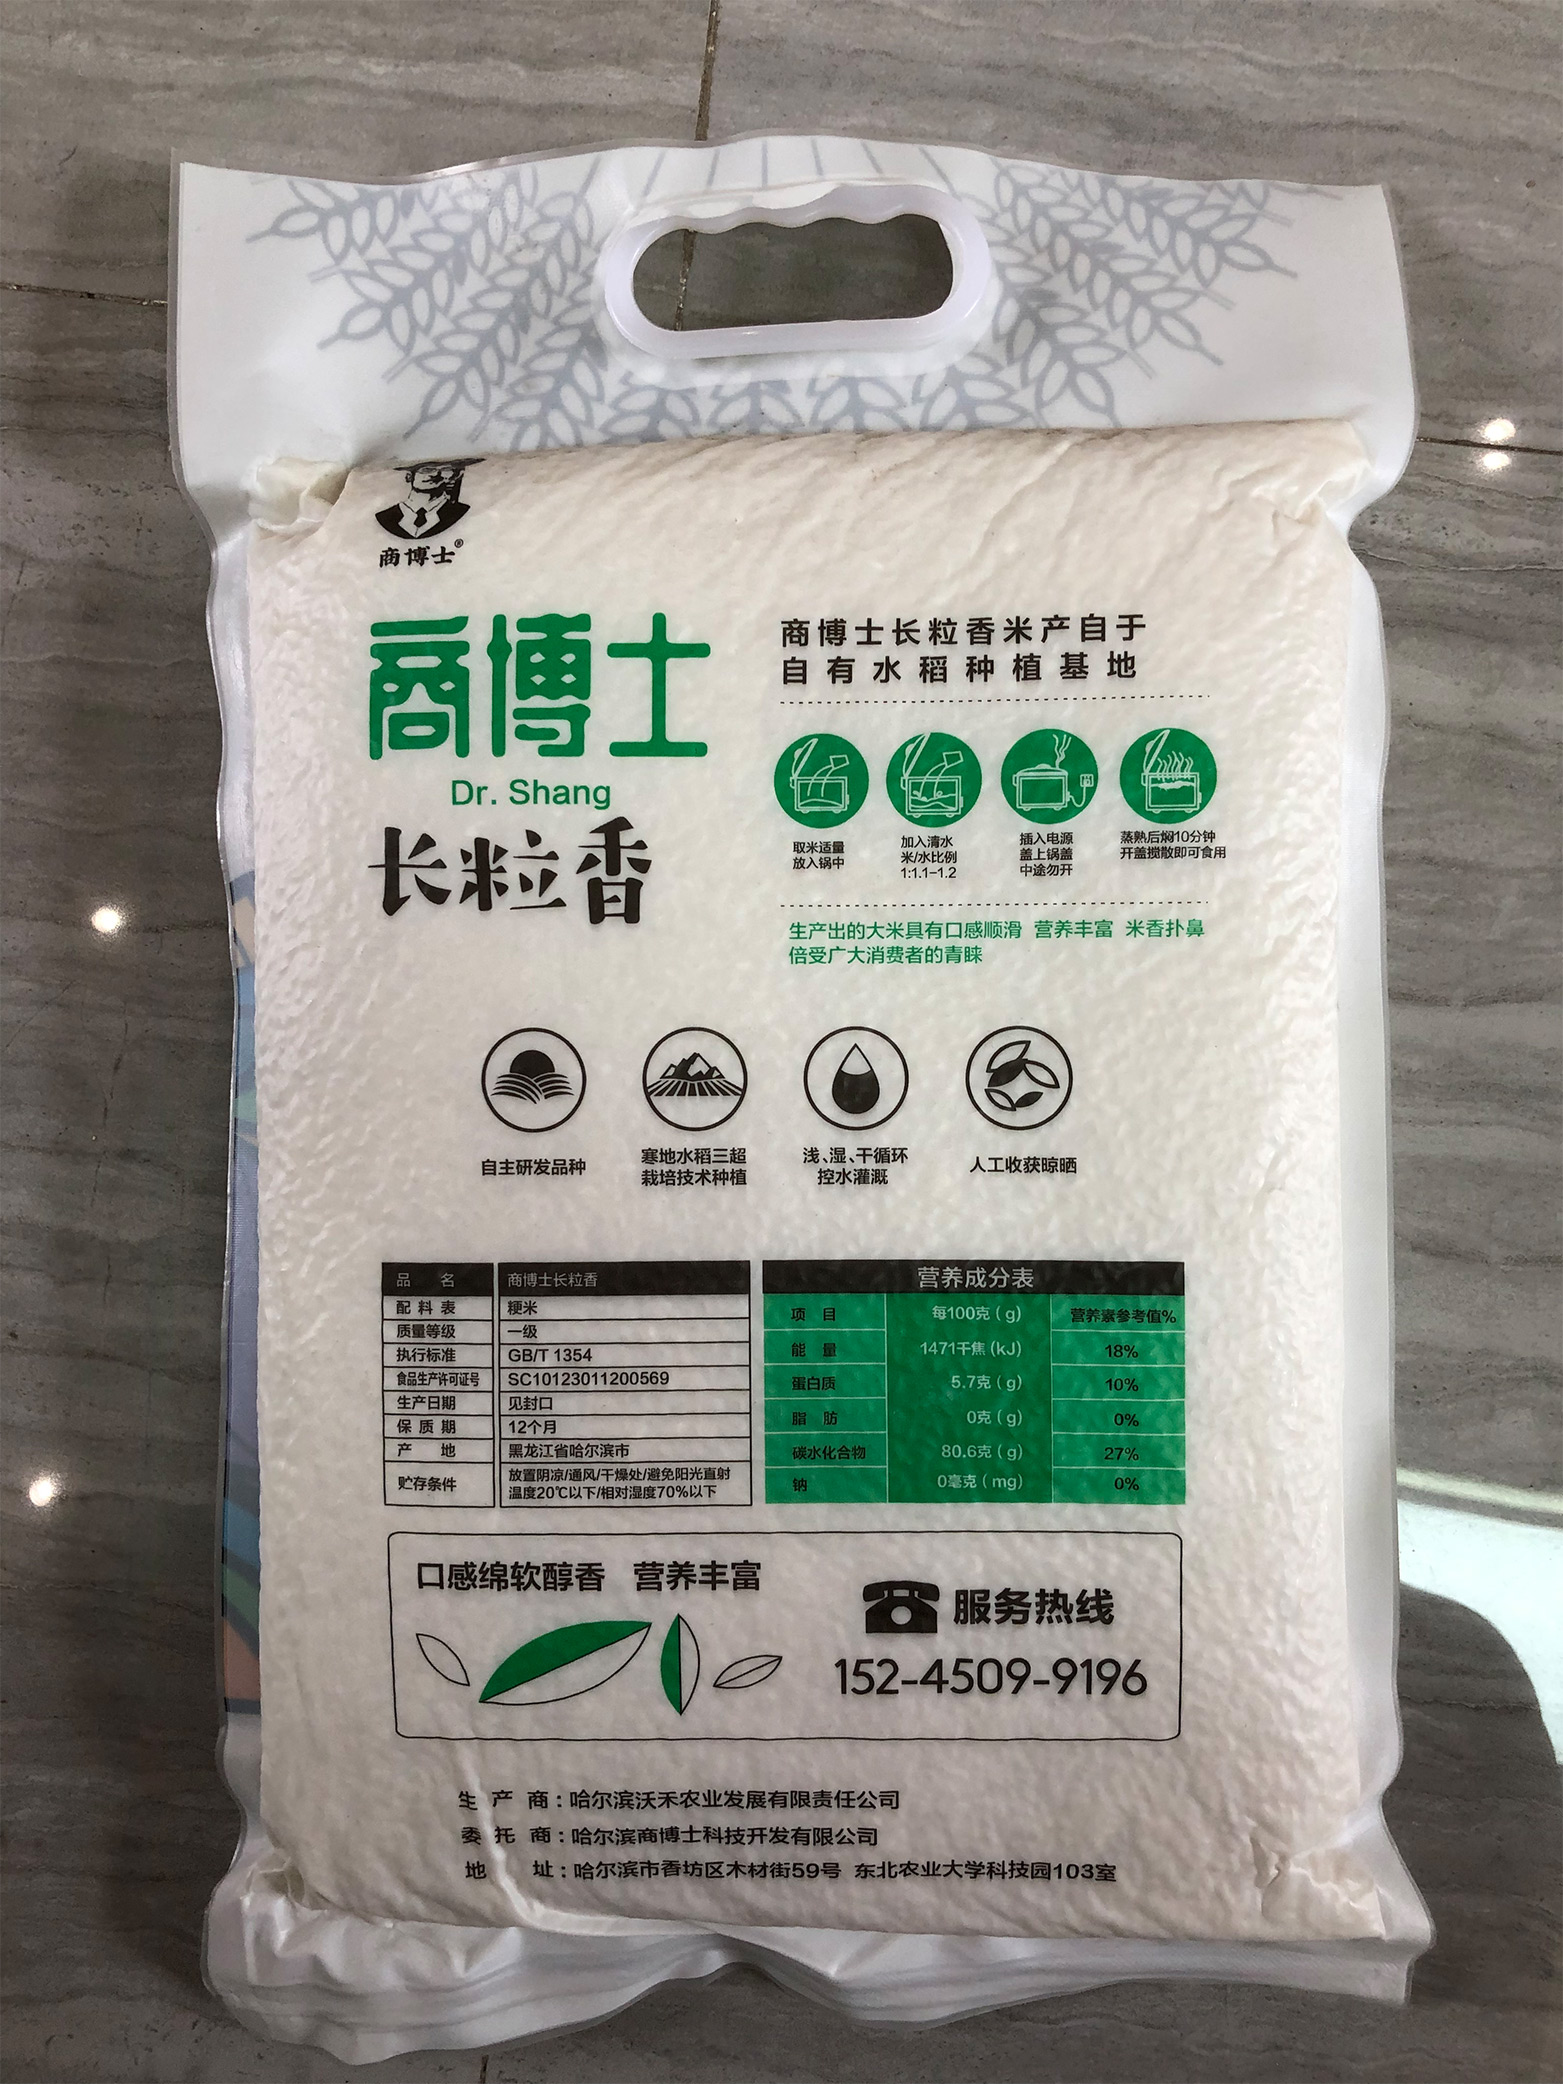 商博士®
商博士
Dr. Shang
长粒香
商博士长粒香米产自于
自有水稻种植基地
取米适量
放入锅中
加入清水
米/水比例
1:1.1-1.2
插入电源
盖上锅盖
中途勿开
蒸熟后焖10分钟
开盖搅散即可食用
生产出的大米具有口感顺滑 营养丰富 米香扑鼻
倍受广大消费者的青睐
自主研发品种
寒地水稻三超
栽培技术种植
浅、湿、干循环
控水灌溉
人工收获晾晒
品 名 商博士长粒香
配料表 粳米
质量等级 一级
执行标准 GB/T 1354
食品生产许可证号 SC10123011200569
生产日期 见封口
保质期 12个月
产 地 黑龙江省哈尔滨市
贮存条件 放置阴凉/通风/干燥处/避免阳光直射
温度20℃以下/相对湿度70%以下
营养成分表
项 目 每100克(g) 营养素参考值%
能 量 1471千焦(kJ) 18%
蛋白质 5.7克(g) 10%
脂 肪 0克(g) 0%
碳水化合物 80.6克(g) 27%
钠 0毫克(mg) 0%
口感绵软醇香 营养丰富
服务热线
152-4509-9196
生 产 商:哈尔滨沃禾农业发展有限责任公司
委 托 商:哈尔滨商博士科技开发有限公司
地 址:哈尔滨市香坊区木材街59号 东北农业大学科技园103室